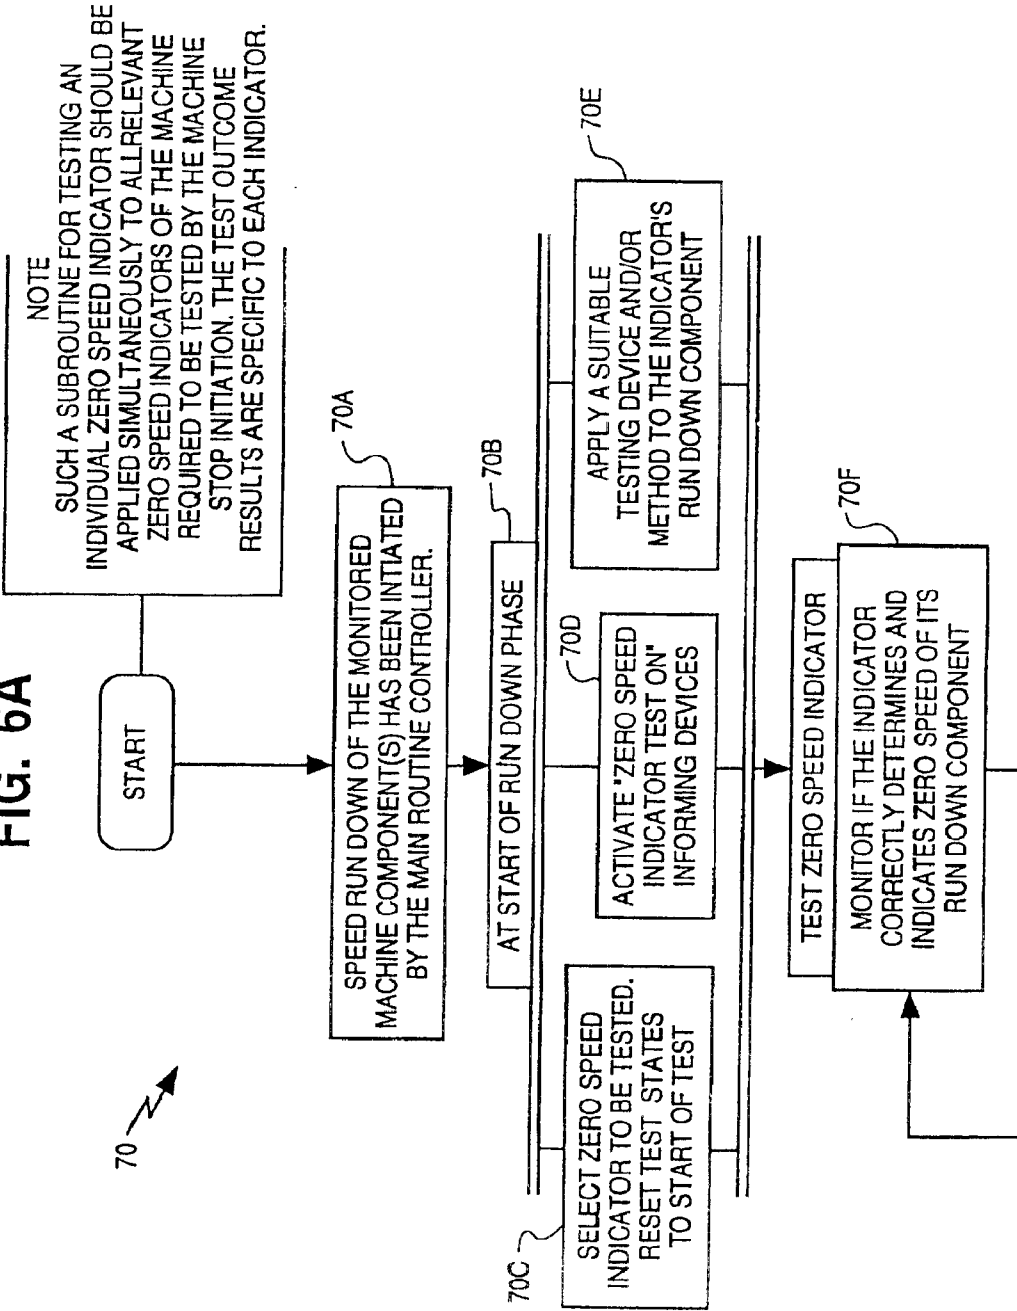 FIG. 6A
NOTE
SUCH A SUBROUTINE FOR TESTING AN
INDIVIDUAL ZERO SPEED INDICATOR SHOULD BE
APPLIED SIMULTANEOUSLY TO ALLRELEVANT
ZERO SPEED INDICATORS OF THE MACHINE
REQUIRED TO BE TESTED BY THE MACHINE
STOP INITIATION. THE TEST OUTCOME
RESULTS ARE SPECIFIC TO EACH INDICATOR.
START
70
70A
SPEED RUN DOWN OF THE MONITORED
MACHINE COMPONENT(S) HAS BEEN INTIATED
BY THE MAIN ROUTINE CONTROLLER.
70B
AT START OF RUN DOWN PHASE
70C
SELECT ZERO SPEED
INDICATOR TO BE TESTED.
RESET TEST STATES
TO START OF TEST
70D
ACTIVATE "ZERO SPEED
INDICATOR TEST ON"
INFORMING DEVICES
70E
APPLY A SUITABLE
TESTING DEVICE AND/OR
METHOD TO THE INDICATOR'S
RUN DOWN COMPONENT
TEST ZERO SPEED INDICATOR
70F
MONITOR IF THE INDICATOR
CORRECTLY DETERMINES AND
INDICATES ZERO SPEED OF ITS
RUN DOWN COMPONENT